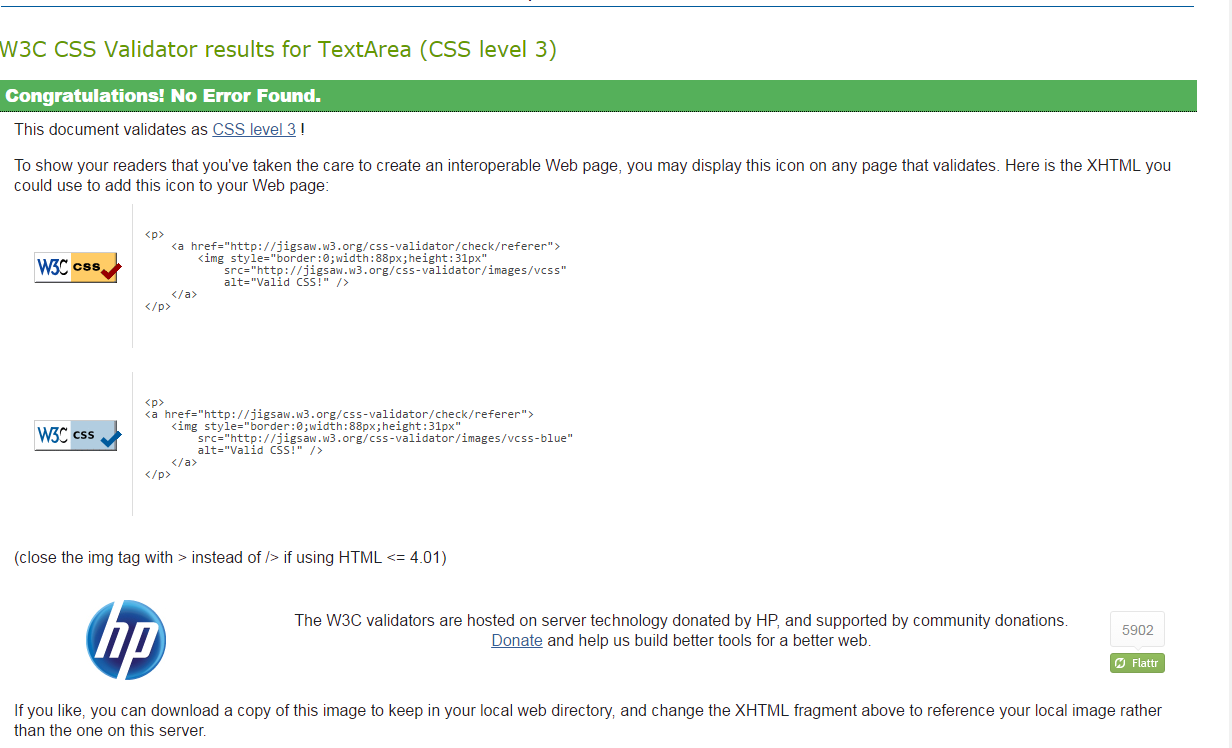 W3C CSS Validator results for TextArea (CSS level 3)
Congratulations! No Error Found.
This document validates as CSS level 3 !
To show your readers that you've taken the care to create an interoperable Web page, you may display this icon on any page that validates. Here is the XHTML you
could use to add this icon to your Web page:
W3C css
<p>
    <a href="http://jigsaw.w3.org/css-validator/check/referer">
        <img style="border:0;width:88px;height:31px"
            src="http://jigsaw.w3.org/css-validator/images/vcss"
            alt="Valid CSS!" />
    </a>
</p>
W3C css
<p>
<a href="http://jigsaw.w3.org/css-validator/check/referer">
    <img style="border:0;width:88px;height:31px"
        src="http://jigsaw.w3.org/css-validator/images/vcss-blue"
        alt="Valid CSS!" />
    </a>
</p>
(close the img tag with > instead of /> if using HTML <= 4.01)
hp
The W3C validators are hosted on server technology donated by HP, and supported by community donations.
Donate and help us build better tools for a better web.
5902
Flattr
If you like, you can download a copy of this image to keep in your local web directory, and change the XHTML fragment above to reference your local image rather
than the one on this server.